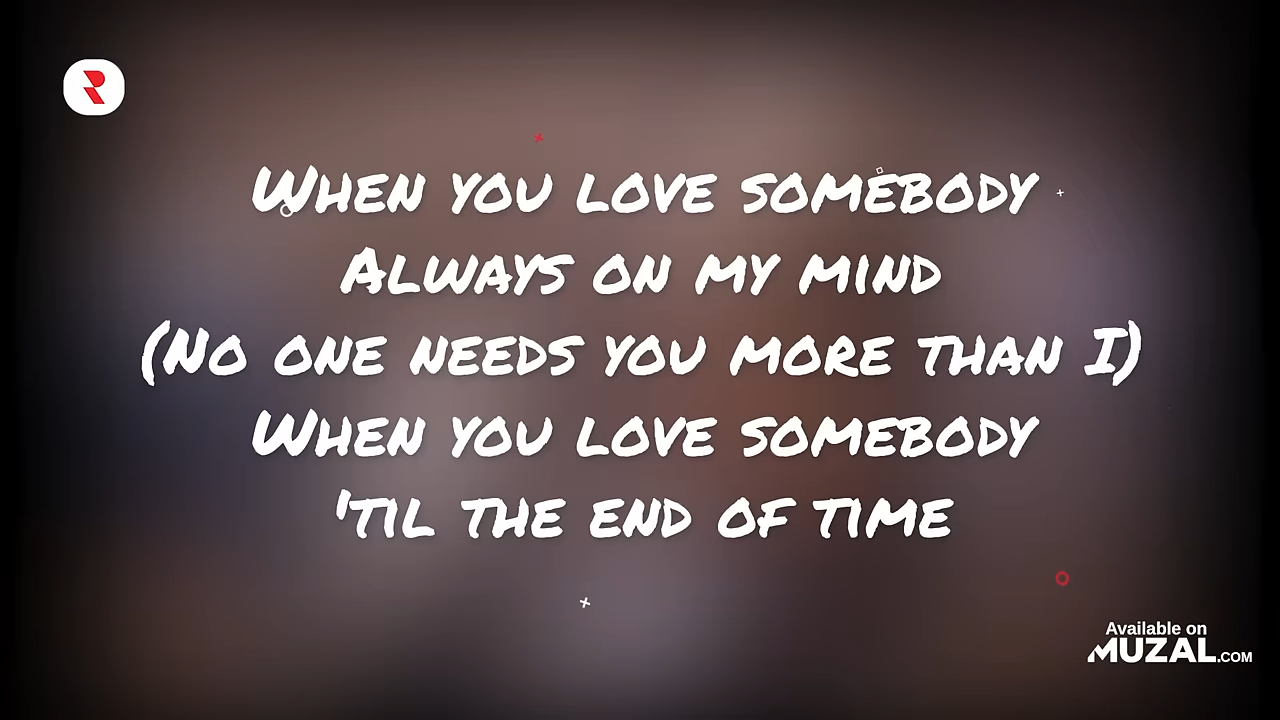 When you love somebody
Always on my mind
(No one needs you more than I)
When you love somebody
'til the end of time
Available on
MUZAL.COM